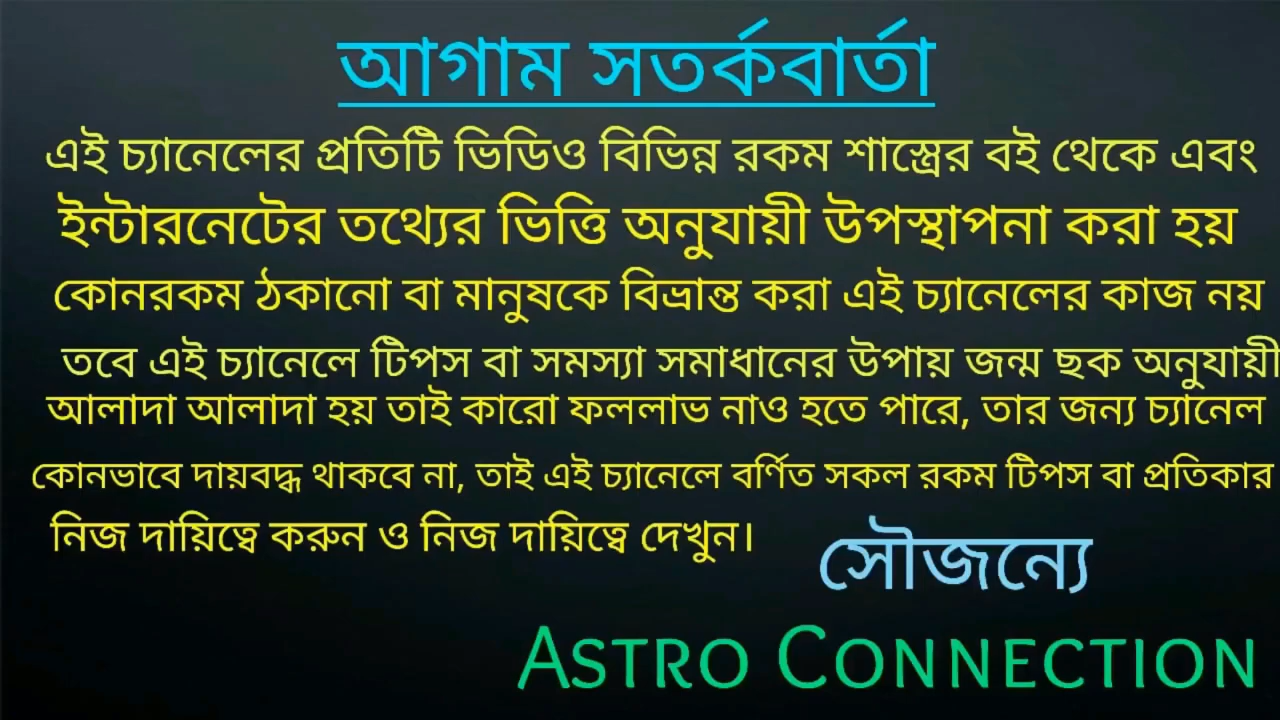 আগাম সতর্কবার্তা
এই চ্যানেলের প্রতিটি ভিডিও বিভিন্ন রকম শাস্ত্রের বই থেকে এবং
ইন্টারনেটের তথ্যের ভিত্তি অনুযায়ী উপস্থাপনা করা হয়
কোনরকম ঠকানো বা মানুষকে বিভ্রান্ত করা এই চ্যানেলের কাজ নয়
তবে এই চ্যানেলে টিপস বা সমস্যা সমাধানের উপায় জন্ম ছক অনুযায়ী
আলাদা আলাদা হয় তাই কারো ফললাভ নাও হতে পারে, তার জন্য চ্যানেল
কোনভাবে দায়বদ্ধ থাকবে না, তাই এই চ্যানেলে বর্ণিত সকল রকম টিপস বা প্রতিকার
নিজ দায়িত্বে করুন ও নিজ দায়িত্বে দেখুন।
সৌজন্যে
ASTRO CONNECTION